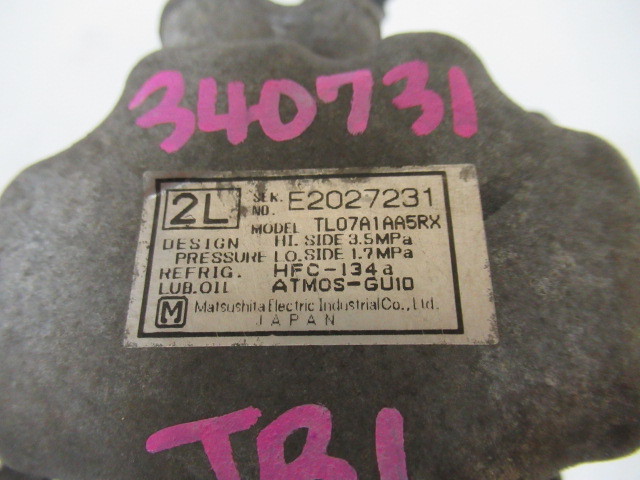 340731
2L SER. NO. E2027231
MODEL TL07A1AA5RX
DESIGN PRESSURE HI. SIDE 3.5MPa
LO. SIDE 1.7MPa
REFRIG. HFC-134a
LUB. OIL ATMOS-GU10
M Matsushita Electric Industrial Co., Ltd.
JAPAN